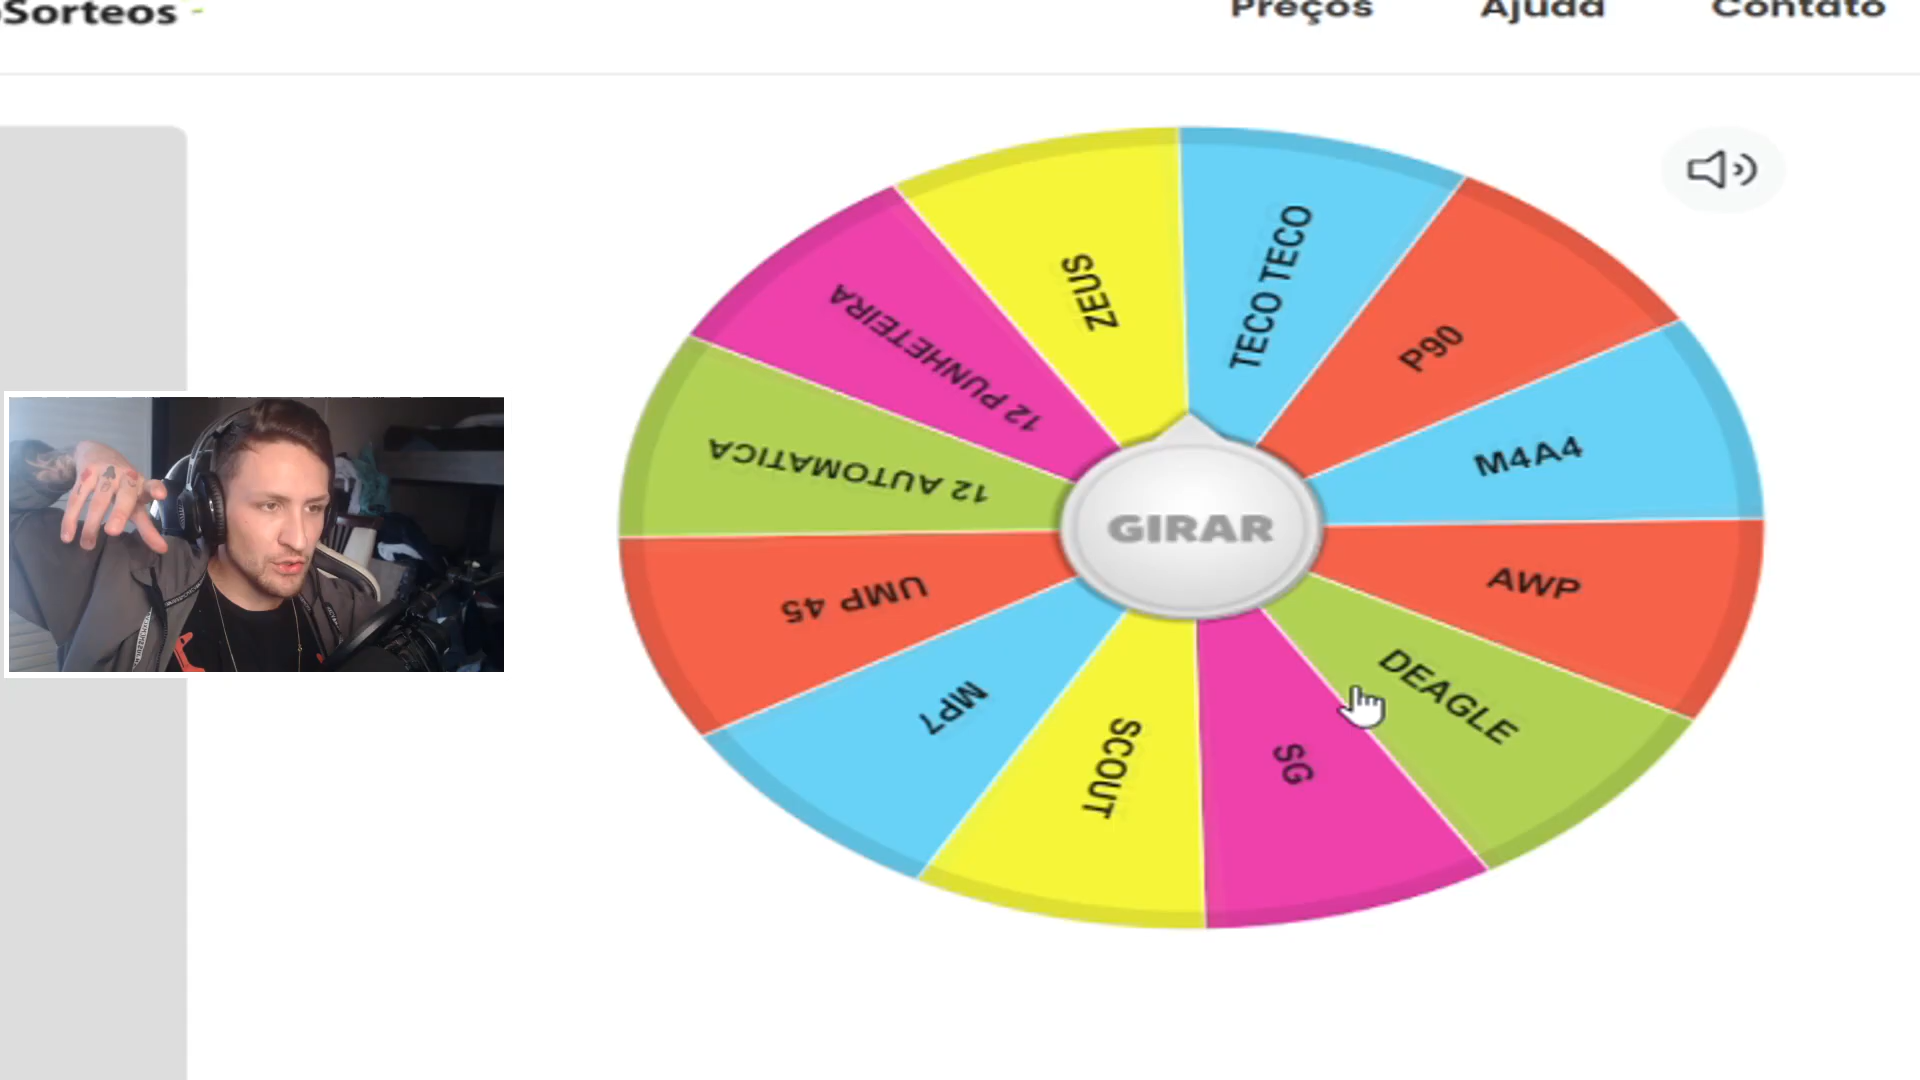 Sorteos
Preços
Ajuda
Contato
TECO TECO
P90
M4A4
AWP
DEAGLE
SG
SCOUT
MP7
UMP 45
12 AUTOMATICA
12 PUNHETEIRA
ZEUS
GIRAR